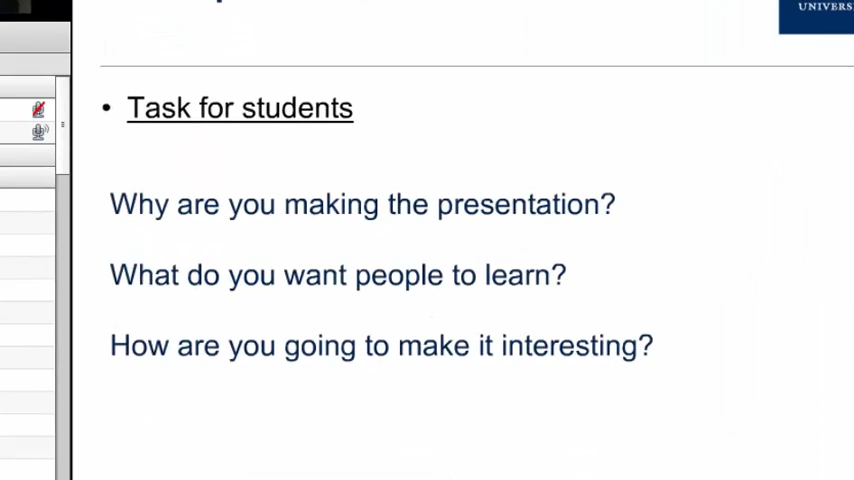 • Task for students
Why are you making the presentation?
What do you want people to learn?
How are you going to make it interesting?